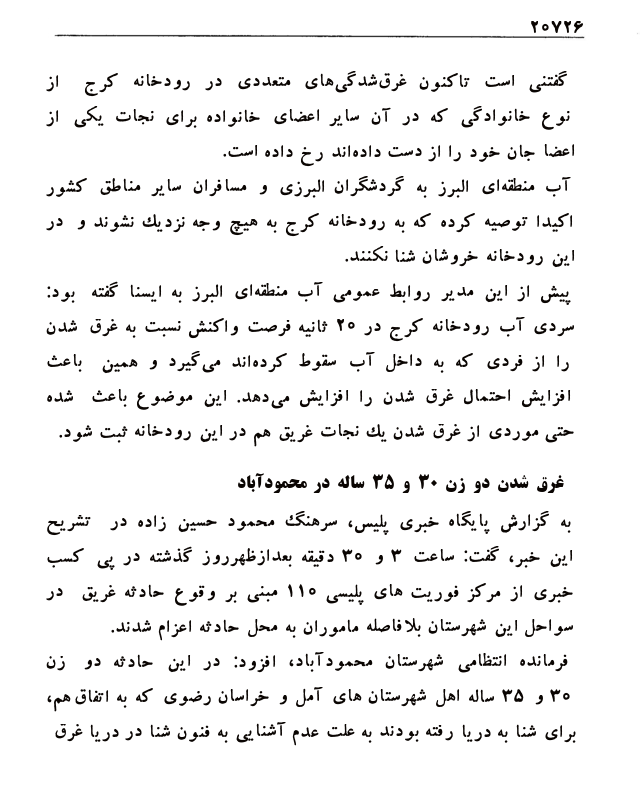 ۲۰۷۲۶
گفتنی است تاکنون غرق‌شدگی‌های متعددی در رودخانه کرج از
نوع خانوادگی که در آن سایر اعضای خانواده برای نجات یکی از
اعضا جان خود را از دست داده‌اند رخ داده است.
آب منطقه‌ای البرز به گردشگران البرزی و مسافران سایر مناطق کشور
اکیدا توصیه کرده که به رودخانه کرج به هیچ وجه نزدیك نشوند و در
این رودخانه خروشان شنا نکنند.
پیش از این مدیر روابط عمومی آب منطقه‌ای البرز به ایسنا گفته بود:
سردی آب رودخانه کرج در ۲۰ ثانیه فرصت واکنش نسبت به غرق شدن
را از فردی که به داخل آب سقوط کرده‌اند می‌گیرد و همین باعث
افزایش احتمال غرق شدن را افزایش می‌دهد. این موضوع باعث شده
حتی موردی از غرق شدن یك نجات غریق هم در این رودخانه ثبت شود.
غرق شدن دو زن ۳۰ و ۳۵ ساله در محمودآباد
به گزارش پایگاه خبری پلیس، سرهنگ محمود حسین زاده در تشریح
این خبر، گفت: ساعت ۳ و ۳۰ دقیقه بعدازظهرروز گذشته در پی کسب
خبری از مرکز فوریت های پلیسی ۱۱۰ مبنی بر وقوع حادثه غریق در
سواحل این شهرستان بلافاصله ماموران به محل حادثه اعزام شدند.
فرمانده انتظامی شهرستان محمودآباد، افزود: در این حادثه دو زن
۳۰ و ۳۵ ساله اهل شهرستان های آمل و خراسان رضوی که به اتفاق‌هم،
برای شنا به دریا رفته بودند به علت عدم آشنایی به فنون شنا در دریا غرق